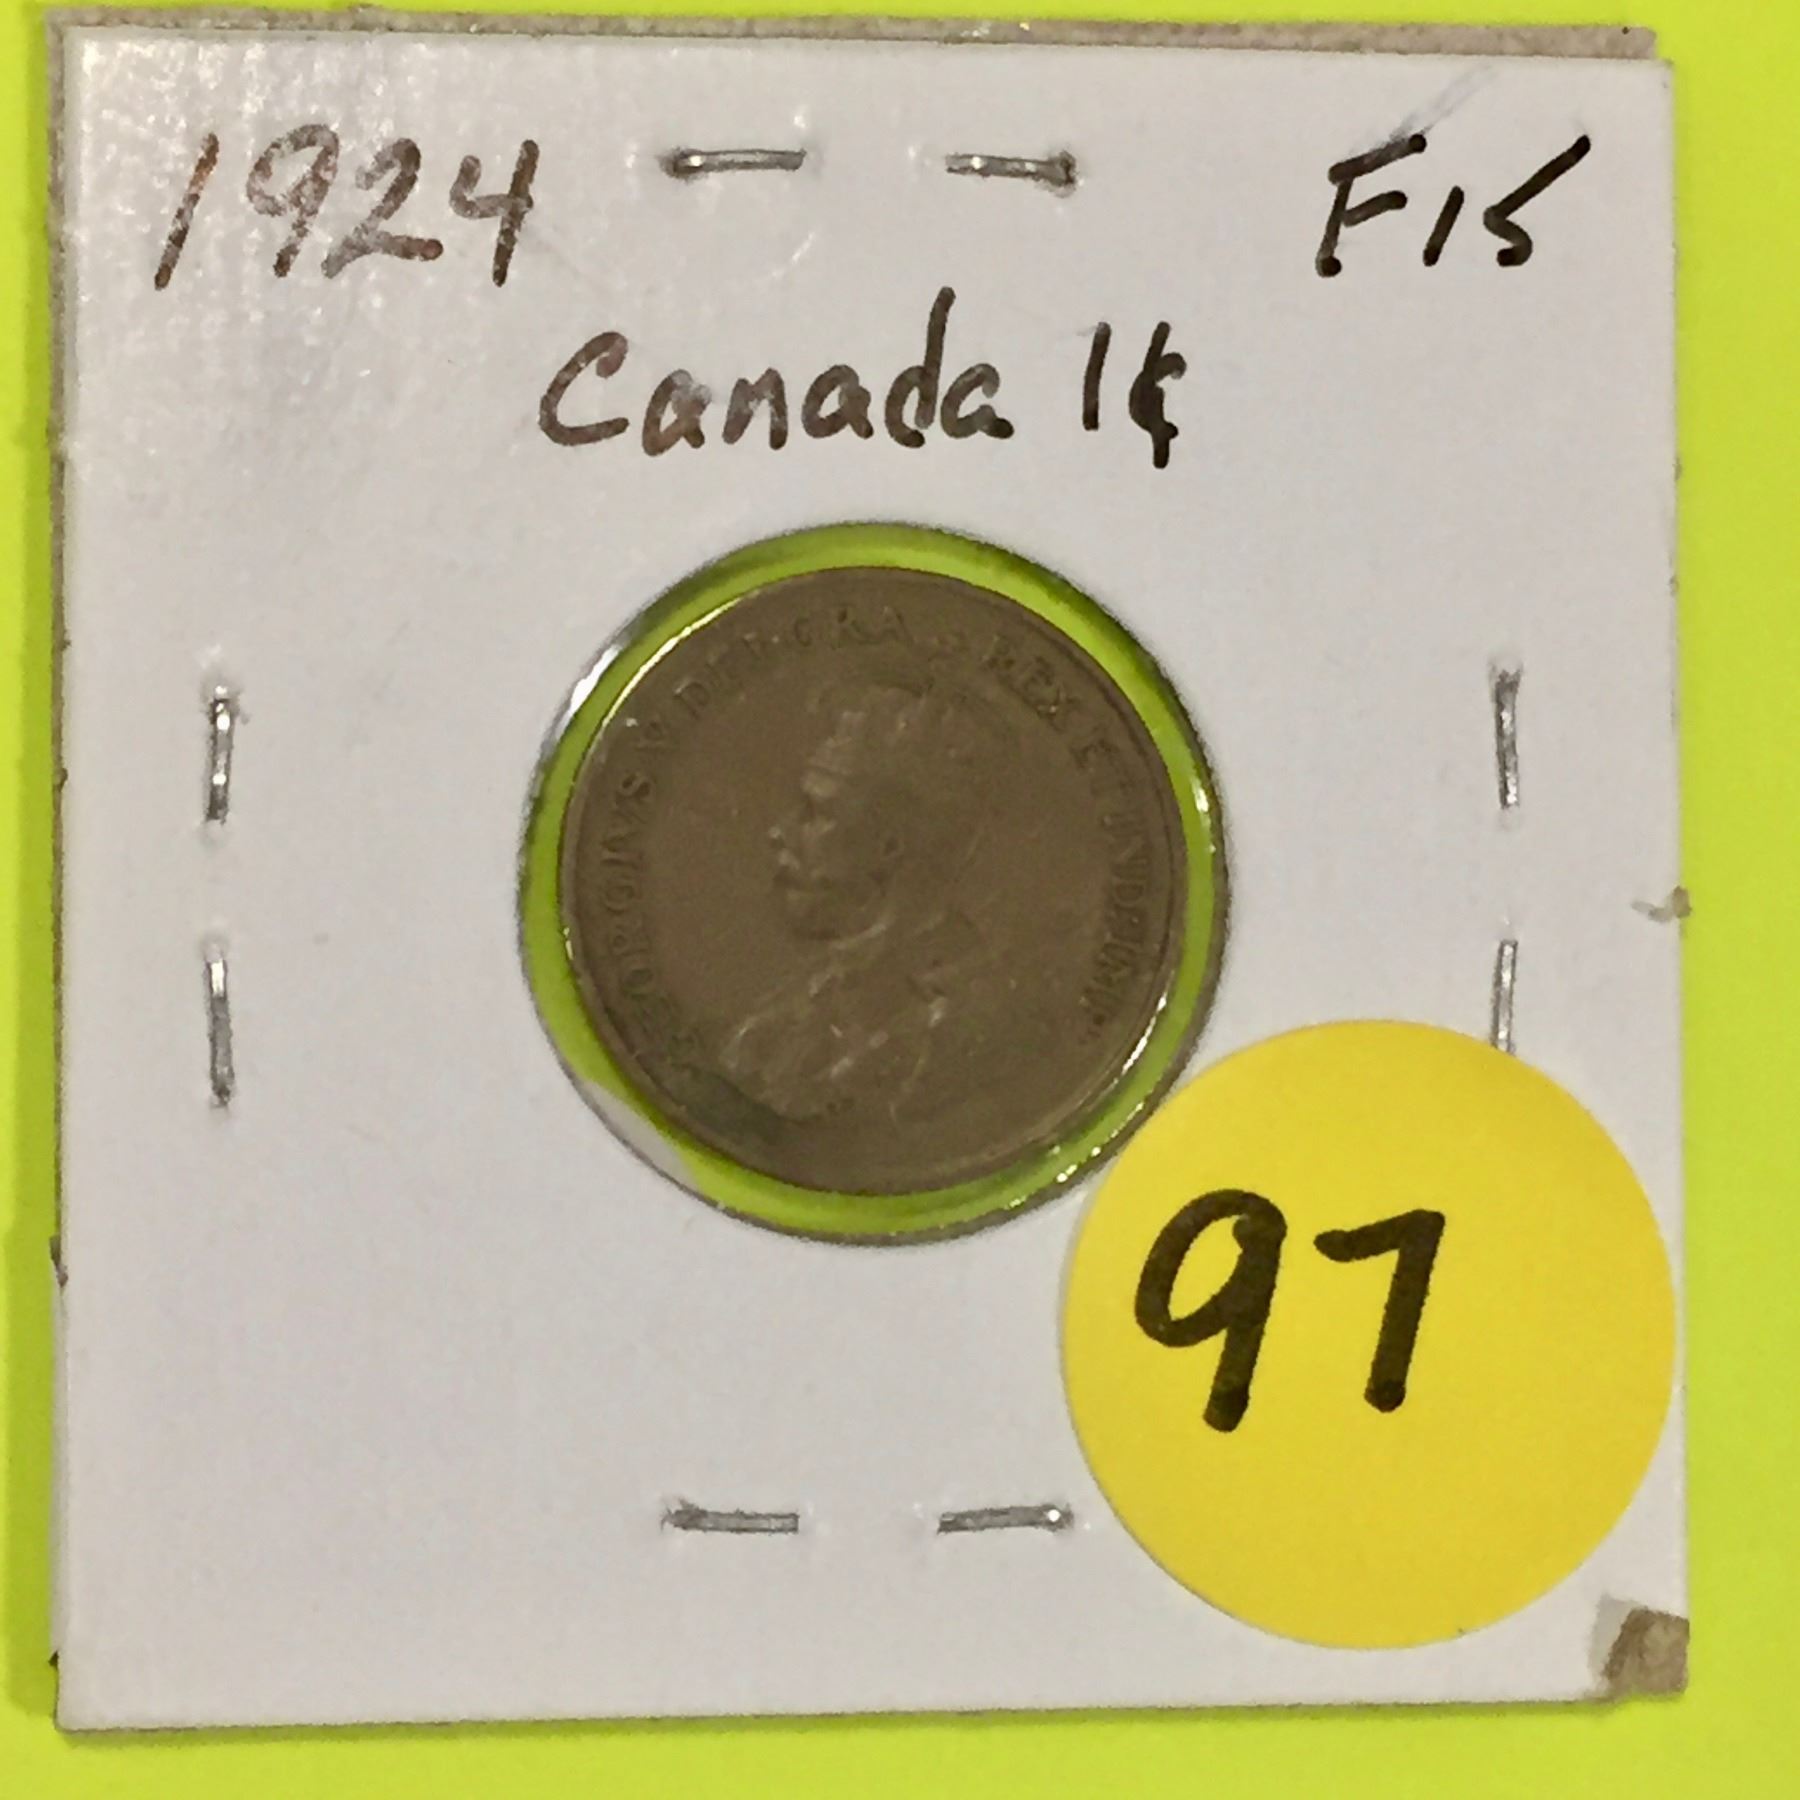 1924 F15
Canada 1¢
GEORGIVS V DEI GRA: REX ET IND:IMP:
97